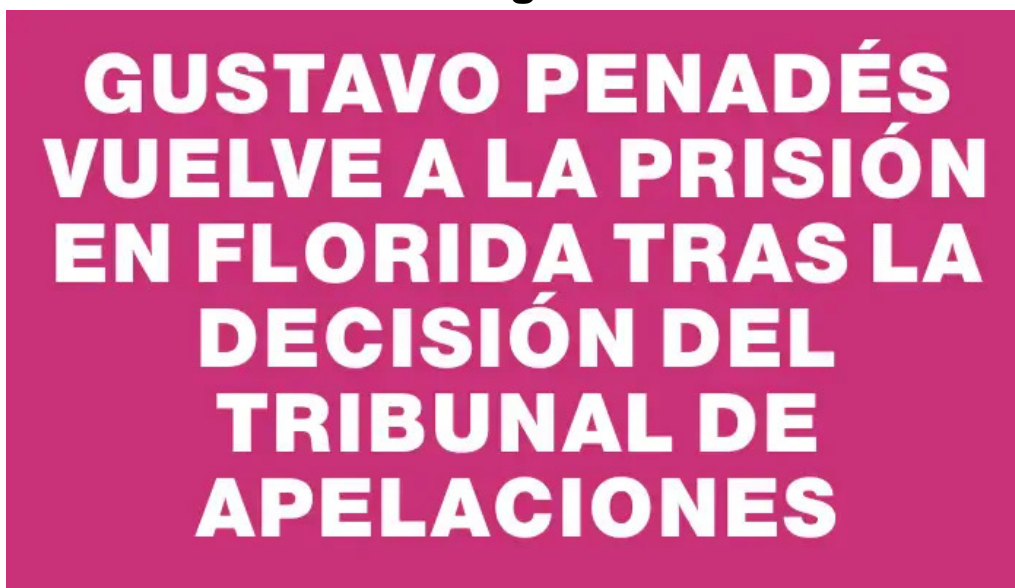 GUSTAVO PENADÉS
VUELVE A LA PRISIÓN
EN FLORIDA TRAS LA
DECISIÓN DEL
TRIBUNAL DE
APELACIONES